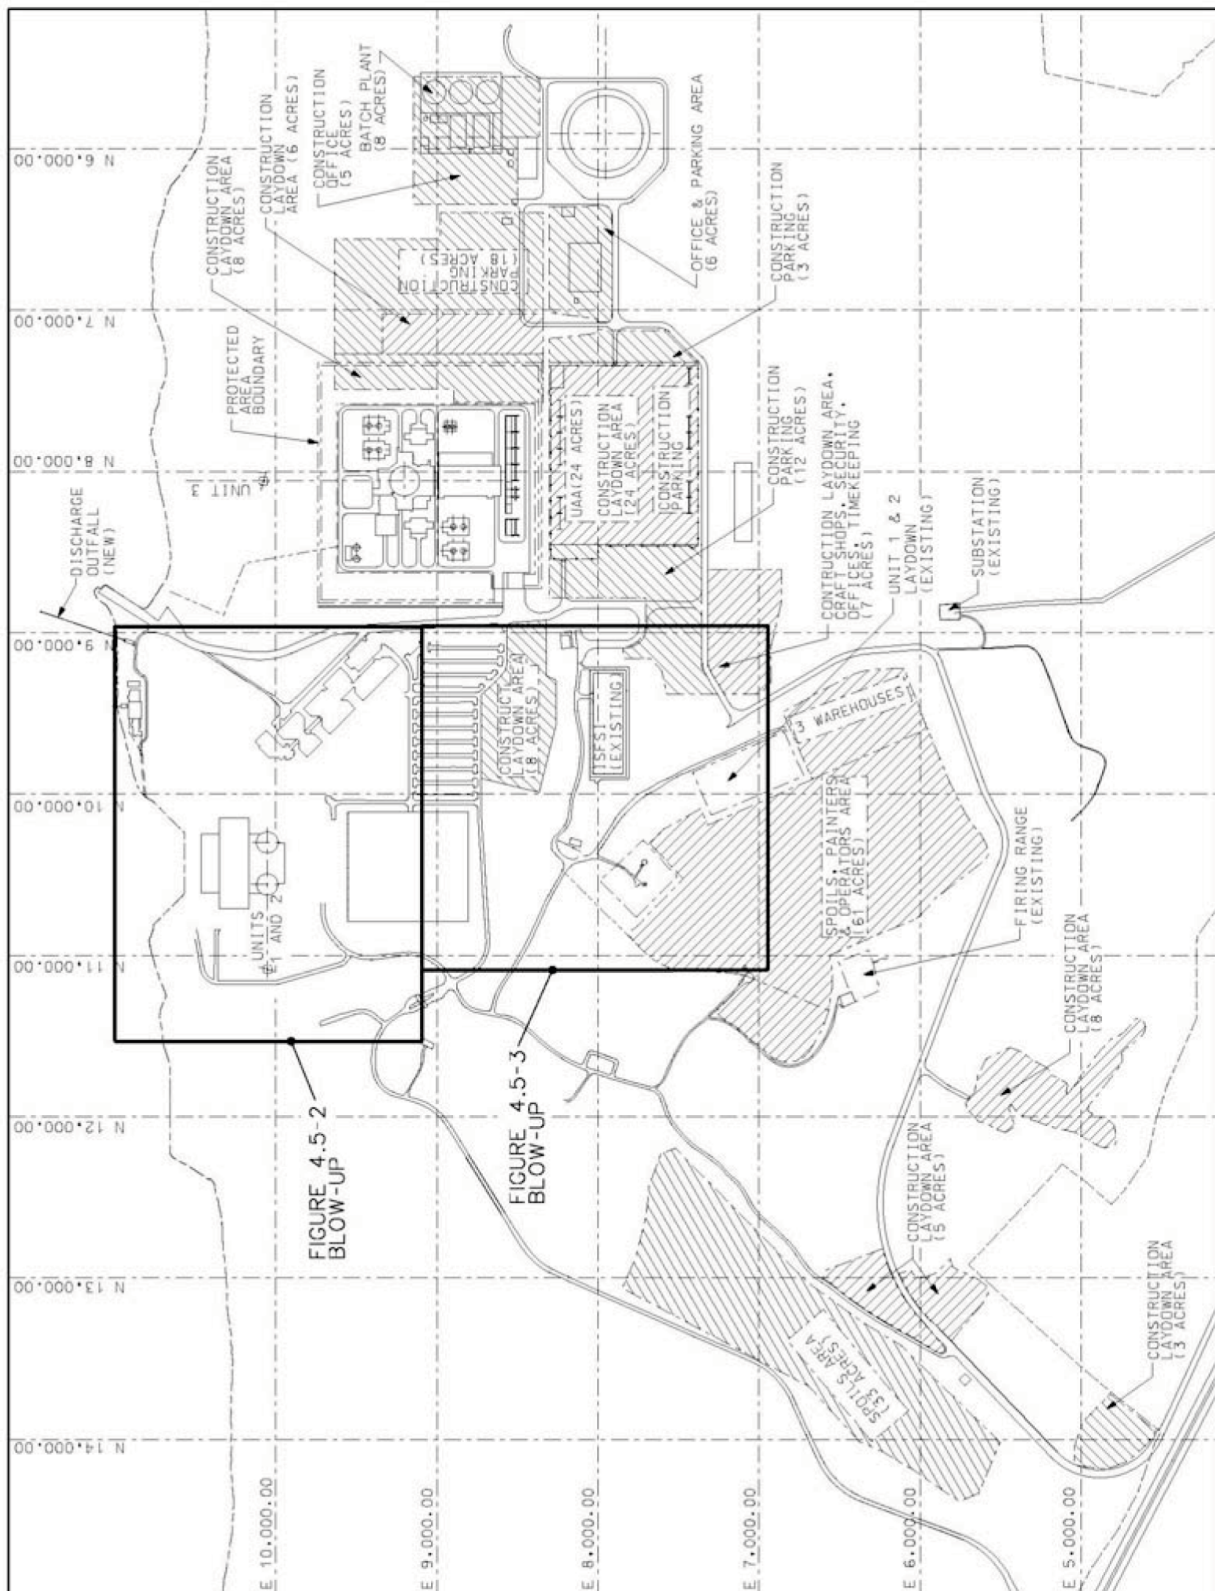 N 6,000.00
N 7,000.00
N 8,000.00
N 9,000.00
N 10,000.00
N 11,000.00
N 12,000.00
N 13,000.00
N 14,000.00
E 10,000.00
E 9,000.00
E 8,000.00
E 7,000.00
E 6,000.00
E 5,000.00
DISCHARGE
OUTFALL
(NEW)
UNIT 3
PROTECTED
AREA
BOUNDARY
CONSTRUCTION
LAYDOWN AREA
(8 ACRES)
CONSTRUCTION
LAYDOWN
AREA (6 ACRES)
CONSTRUCTION
OFFICE
(5 ACRES)
BATCH PLANT
(8 ACRES)
CONSTRUCTION
PARKING
(18 ACRES)
OFFICE & PARKING AREA
(6 ACRES)
CONSTRUCTION
PARKING
(3 ACRES)
UAA(24 ACRES)
CONSTRUCTION
LAYDOWN AREA
(24 ACRES)
CONSTRUCTION
PARKING
CONSTRUCTION
PARKING
(12 ACRES)
CONTRUCTION LAYDOWN AREA,
CRAFT SHOPS, SECURITY,
OFFICES, TIMEKEEPING
(7 ACRES)
UNIT 1 & 2
LAYDOWN
(EXISTING)
SUBSTATION
(EXISTING)
CONSTRUCT
LAYDOWN AREA
(8 ACRES)
ISFSI
(EXISTING)
3 WAREHOUSES
UNITS
1 AND 2
SPOILS, PAINTERS
& OPERATORS AREA
(61 ACRES)
FIRING RANGE
(EXISTING)
CONSTRUCTION
LAYDOWN AREA
(8 ACRES)
FIGURE 4.5-2
BLOW-UP
FIGURE 4.5-3
BLOW-UP
CONSTRUCTION
LAYDOWN AREA
(5 ACRES)
SPOILS AREA
(33 ACRES)
CONSTRUCTION
LAYDOWN AREA
(3 ACRES)